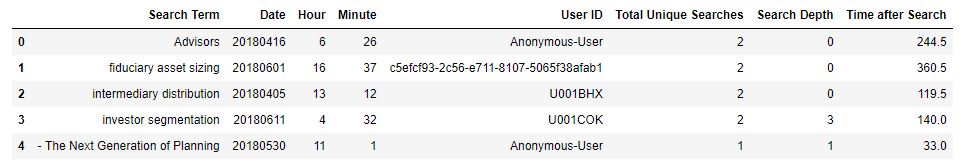 Search Term Date Hour Minute User ID Total Unique Searches Search Depth Time after Search
0 Advisors 20180416 6 26 Anonymous-User 2 0 244.5
1 fiduciary asset sizing 20180601 16 37 c5efcf93-2c56-e711-8107-5065f38afab1 2 0 360.5
2 intermediary distribution 20180405 13 12 U001BHX 2 0 119.5
3 investor segmentation 20180611 4 32 U001COK 2 3 140.0
4 - The Next Generation of Planning 20180530 11 1 Anonymous-User 1 1 33.0